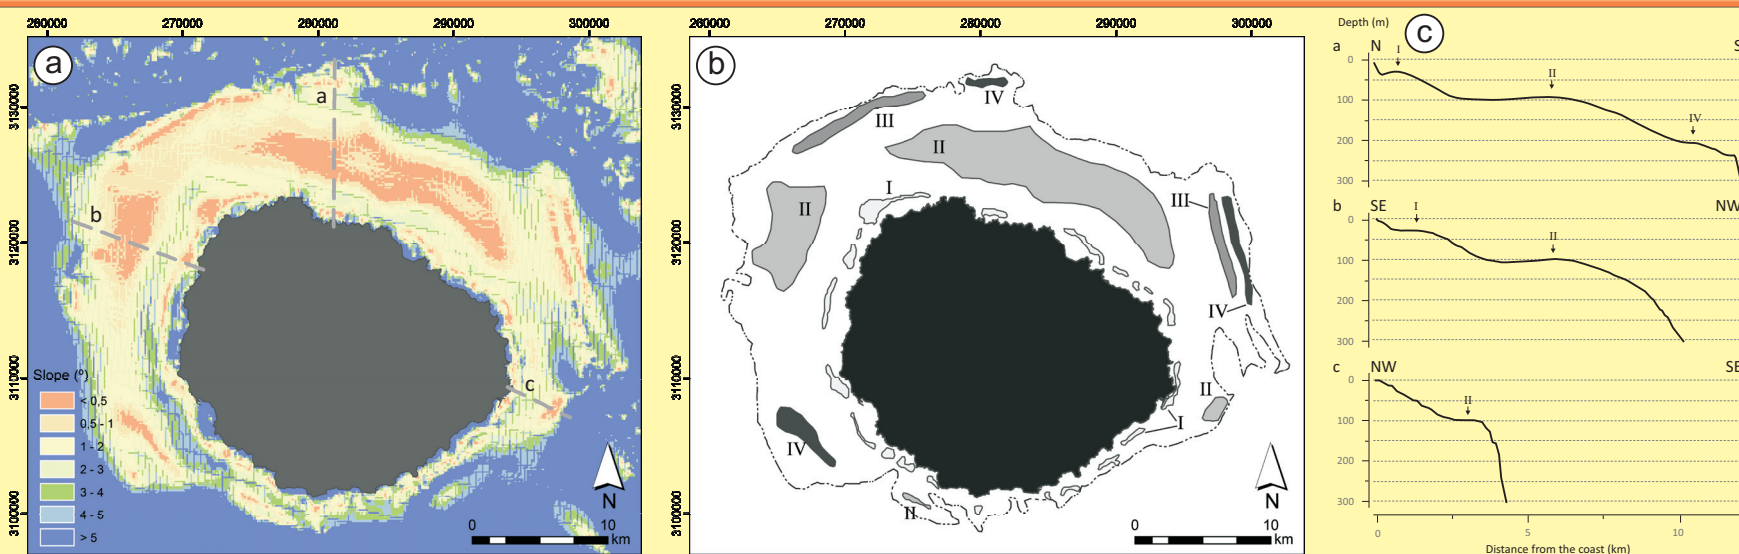 260000 270000 280000 290000 300000
a
3130000
3120000
3110000
3100000
a
b
c
Slope (º)
< 0,5
0,5 - 1
1 - 2
2 - 3
3 - 4
4 - 5
> 5
N
0 10
km
260000 270000 280000 290000 300000
b
3130000
3120000
3110000
3100000
IV
III
II
I
II
III
IV
II
I
IV
II
N
0 10
km
c
Depth (m)
a N S
I
II
IV
0
100
200
300
b SE NW
I
II
0
100
200
300
c NW SE
II
0
100
200
300
0 5 10
Distance from the coast (km)